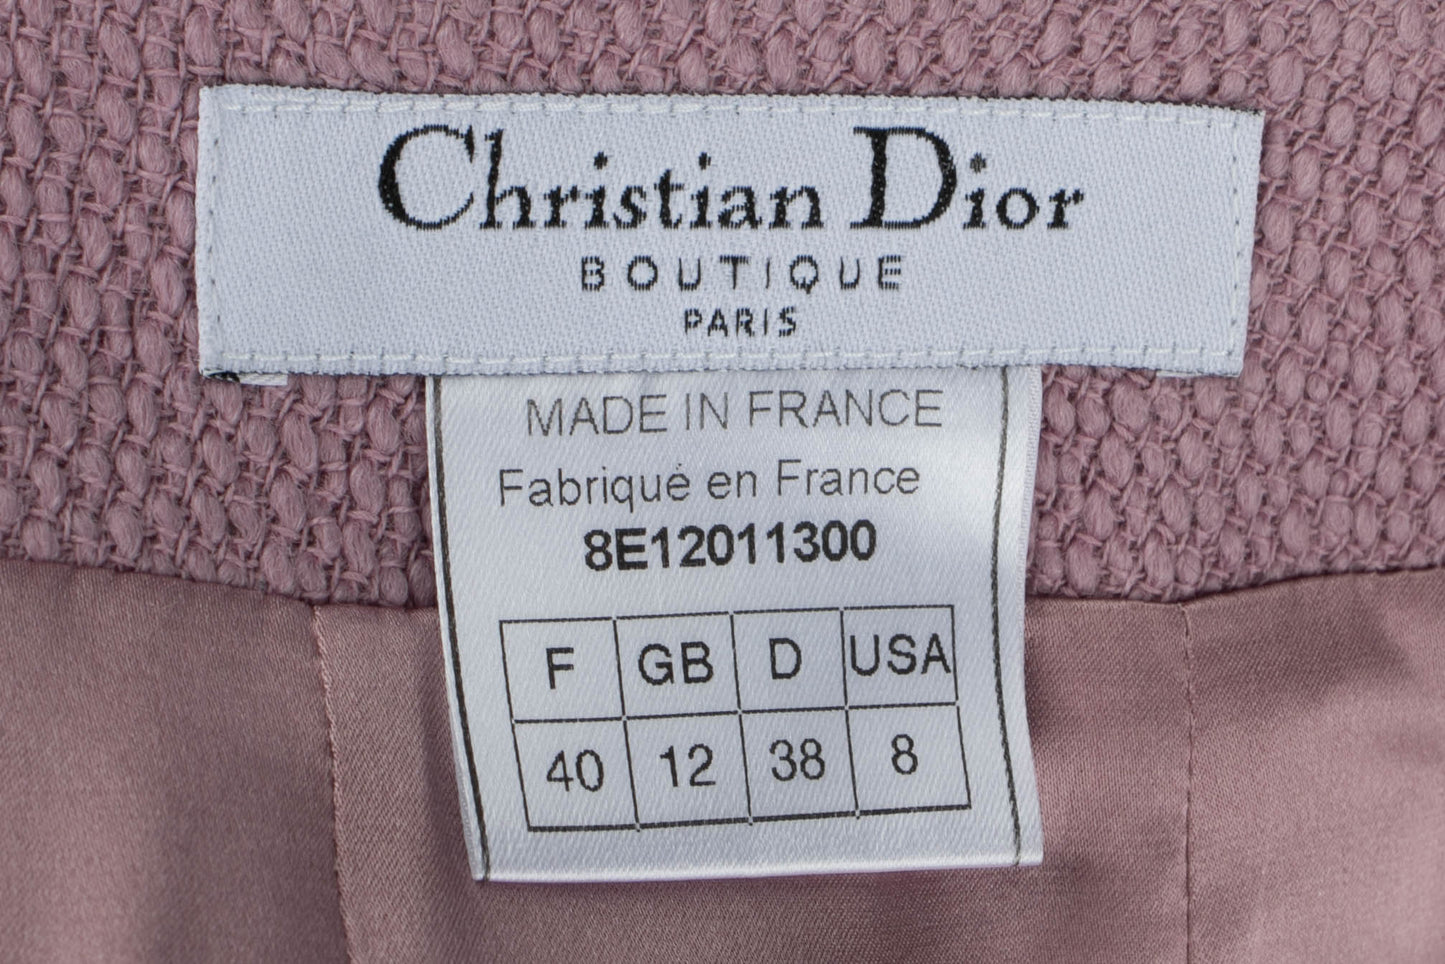 Christian Dior
BOUTIQUE
PARIS
MADE IN FRANCE
Fabriqué en France
8E12011300
F GB D USA
40 12 38 8